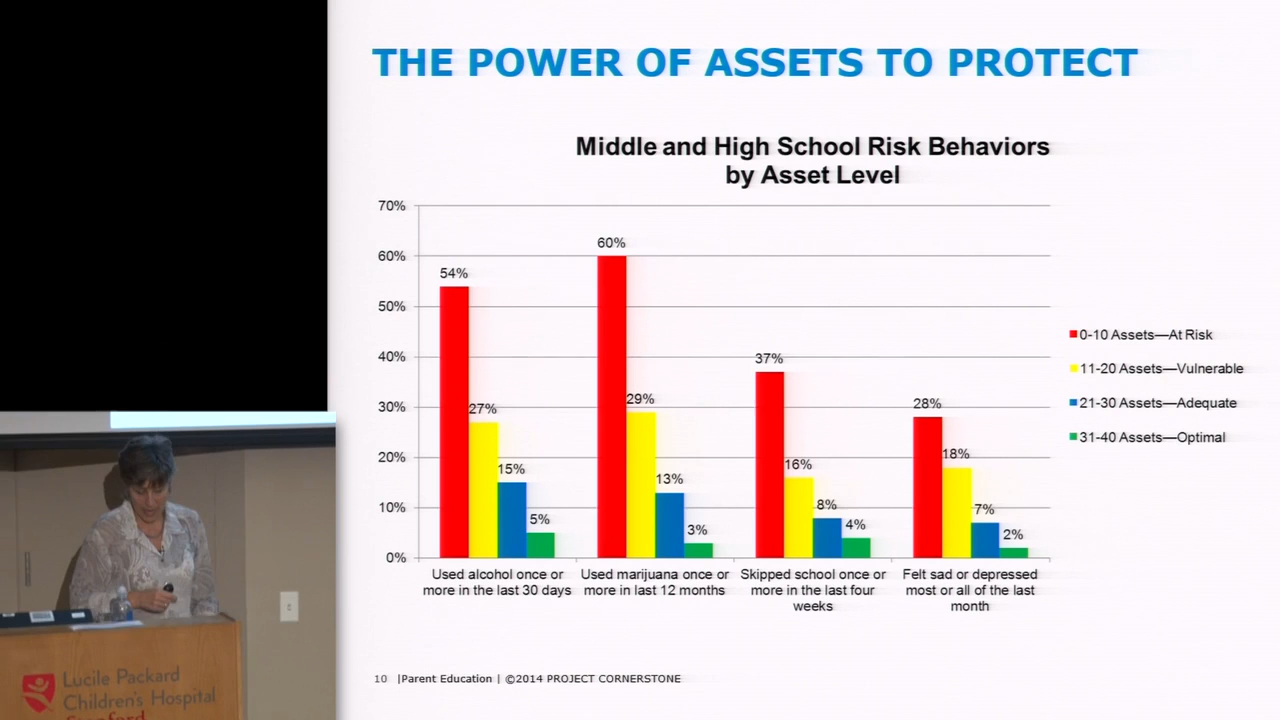 THE POWER OF ASSETS TO PROTECT
Middle and High School Risk Behaviors
by Asset Level
70%
60%
50%
40%
30%
20%
10%
0%
54%
27%
15%
5%
60%
29%
13%
3%
37%
16%
8%
4%
28%
18%
7%
2%
Used alcohol once or
more in the last 30 days
Used marijuana once or
more in last 12 months
Skipped school once or
more in the last four
weeks
Felt sad or depressed
most or all of the last
month
0-10 Assets—At Risk
11-20 Assets—Vulnerable
21-30 Assets—Adequate
31-40 Assets—Optimal
10 |Parent Education | ©2014 PROJECT CORNERSTONE
Lucile Packard
Children's Hospital
Stanford